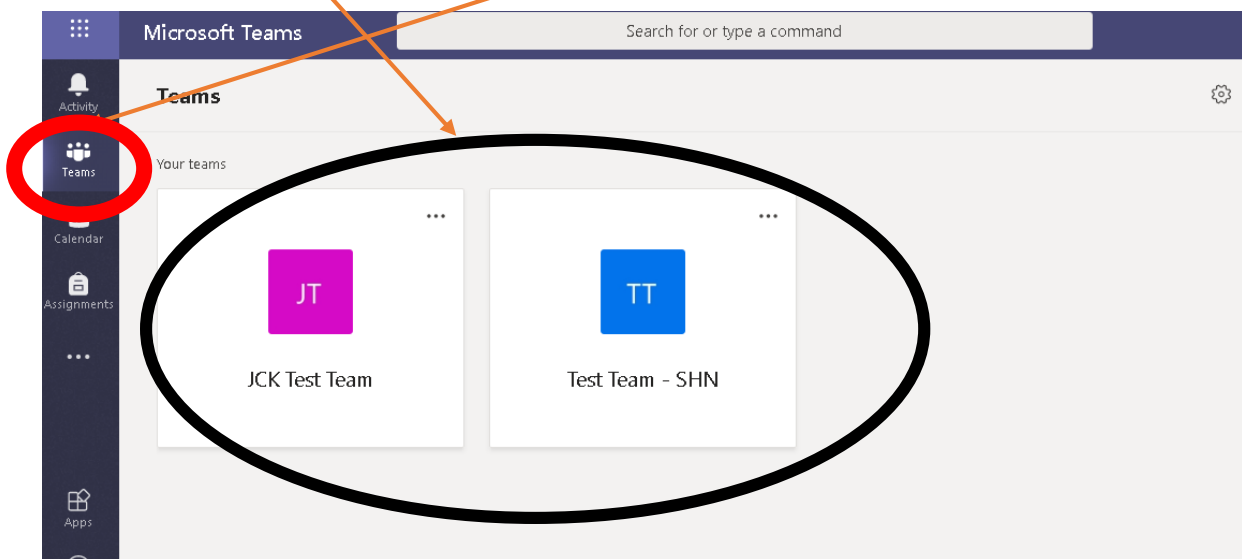 Microsoft Teams
Search for or type a command
Activity
Teams
Teams
Your teams
Calendar
JT
TT
Assignments
JCK Test Team
Test Team - SHN
Apps